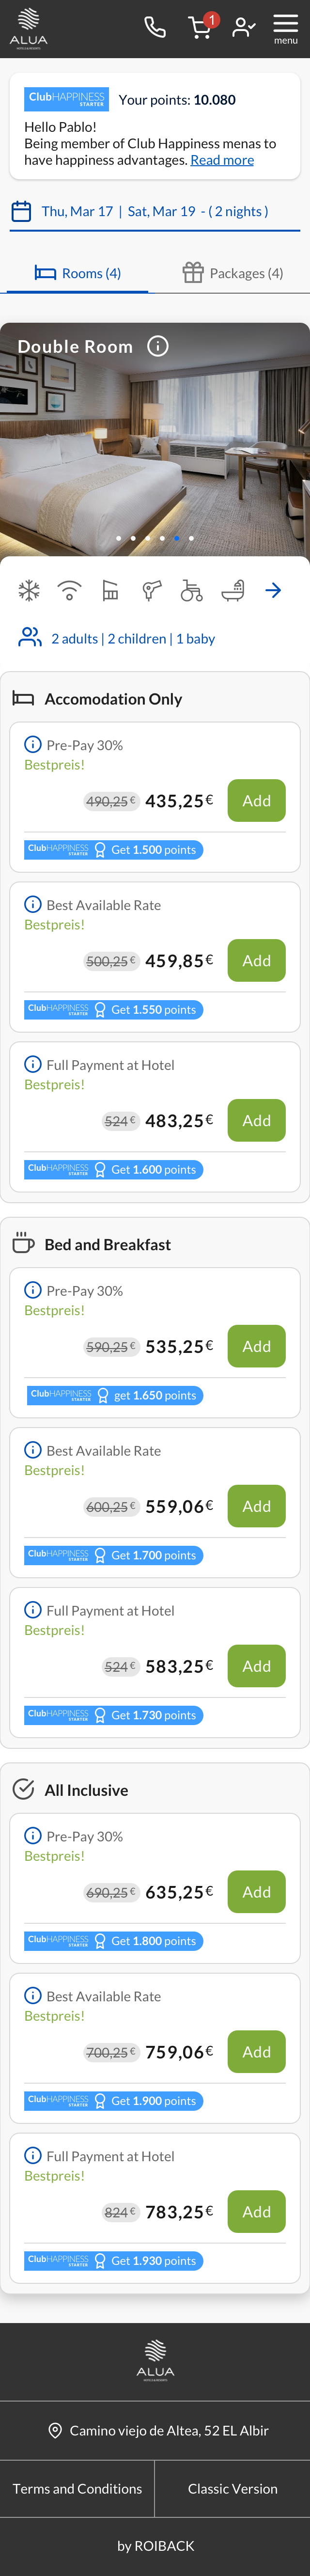 ALUA
1
menu
ClubHAPPINESS
STARTER
Your points: 10.080
Hello Pablo!
Being member of Club Happiness menas to
have happiness advantages. Read more
Thu, Mar 17 | Sat, Mar 19 - ( 2 nights )
Rooms (4)
Packages (4)
Double Room
2 adults | 2 children | 1 baby
Accomodation Only
Pre-Pay 30%
Bestpreis!
490,25 € 435,25€ Add
ClubHAPPINESS STARTER Get 1.500 points
Best Available Rate
Bestpreis!
500,25 € 459,85€ Add
ClubHAPPINESS STARTER Get 1.550 points
Full Payment at Hotel
Bestpreis!
524 € 483,25€ Add
ClubHAPPINESS STARTER Get 1.600 points
Bed and Breakfast
Pre-Pay 30%
Bestpreis!
590,25 € 535,25€ Add
ClubHAPPINESS STARTER get 1.650 points
Best Available Rate
Bestpreis!
600,25 € 559,06€ Add
ClubHAPPINESS STARTER Get 1.700 points
Full Payment at Hotel
Bestpreis!
524 € 583,25€ Add
ClubHAPPINESS STARTER Get 1.730 points
All Inclusive
Pre-Pay 30%
Bestpreis!
690,25 € 635,25€ Add
ClubHAPPINESS STARTER Get 1.800 points
Best Available Rate
Bestpreis!
700,25 € 759,06€ Add
ClubHAPPINESS STARTER Get 1.900 points
Full Payment at Hotel
Bestpreis!
824 € 783,25€ Add
ClubHAPPINESS STARTER Get 1.930 points
ALUA
Camino viejo de Altea, 52 EL Albir
Terms and Conditions
Classic Version
by ROIBACK